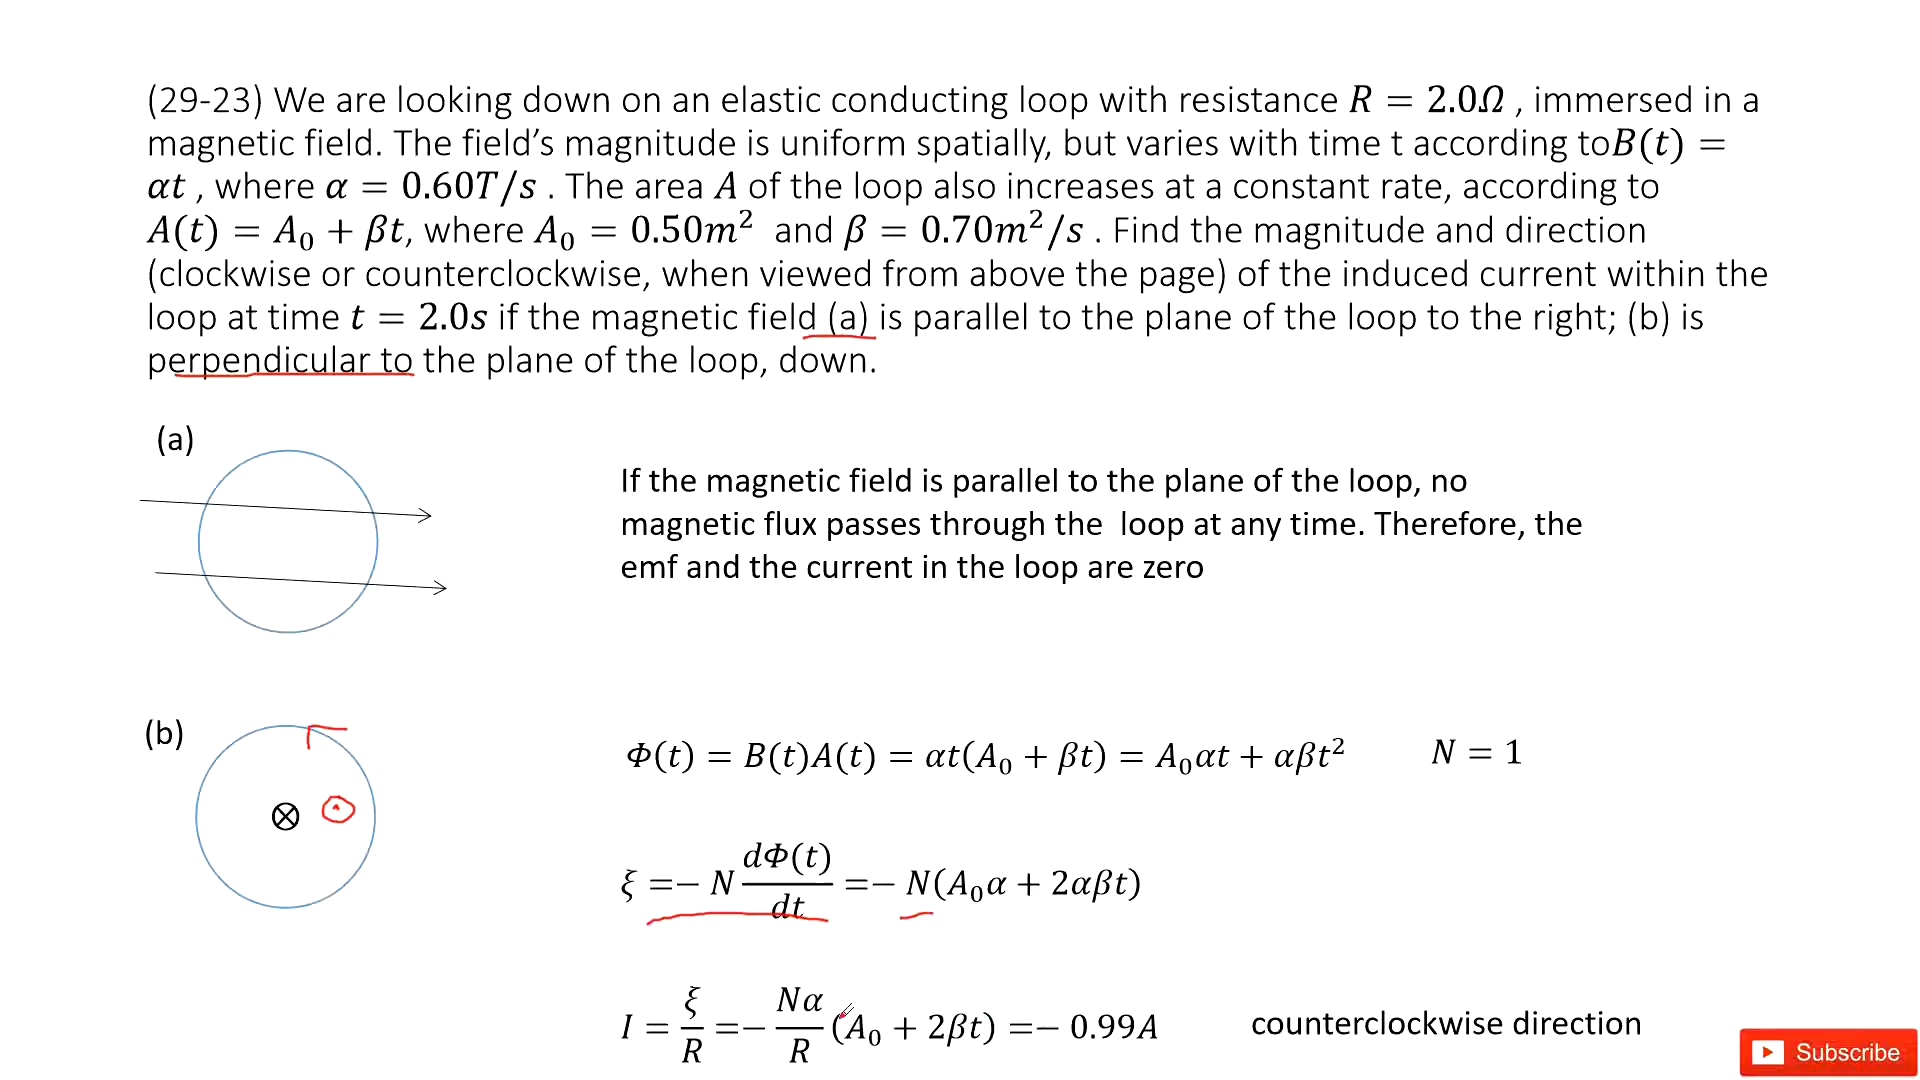 (29-23) We are looking down on an elastic conducting loop with resistance R = 2.0Ω , immersed in a
magnetic field. The field’s magnitude is uniform spatially, but varies with time t according toB(t) =
αt , where α = 0.60T/s . The area A of the loop also increases at a constant rate, according to
A(t) = A₀ + βt, where A₀ = 0.50m² and β = 0.70m²/s . Find the magnitude and direction
(clockwise or counterclockwise, when viewed from above the page) of the induced current within the
loop at time t = 2.0s if the magnetic field (a) is parallel to the plane of the loop to the right; (b) is
perpendicular to the plane of the loop, down.
(a)
If the magnetic field is parallel to the plane of the loop, no
magnetic flux passes through the loop at any time. Therefore, the
emf and the current in the loop are zero
(b)
Φ(t) = B(t)A(t) = αt(A₀ + βt) = A₀αt + αβt² N = 1
ξ =− N dΦ(t)/dt =− N(A₀α + 2αβt)
I = ξ/R =− Nα/R (A₀ + 2βt) =− 0.99A counterclockwise direction
Subscribe